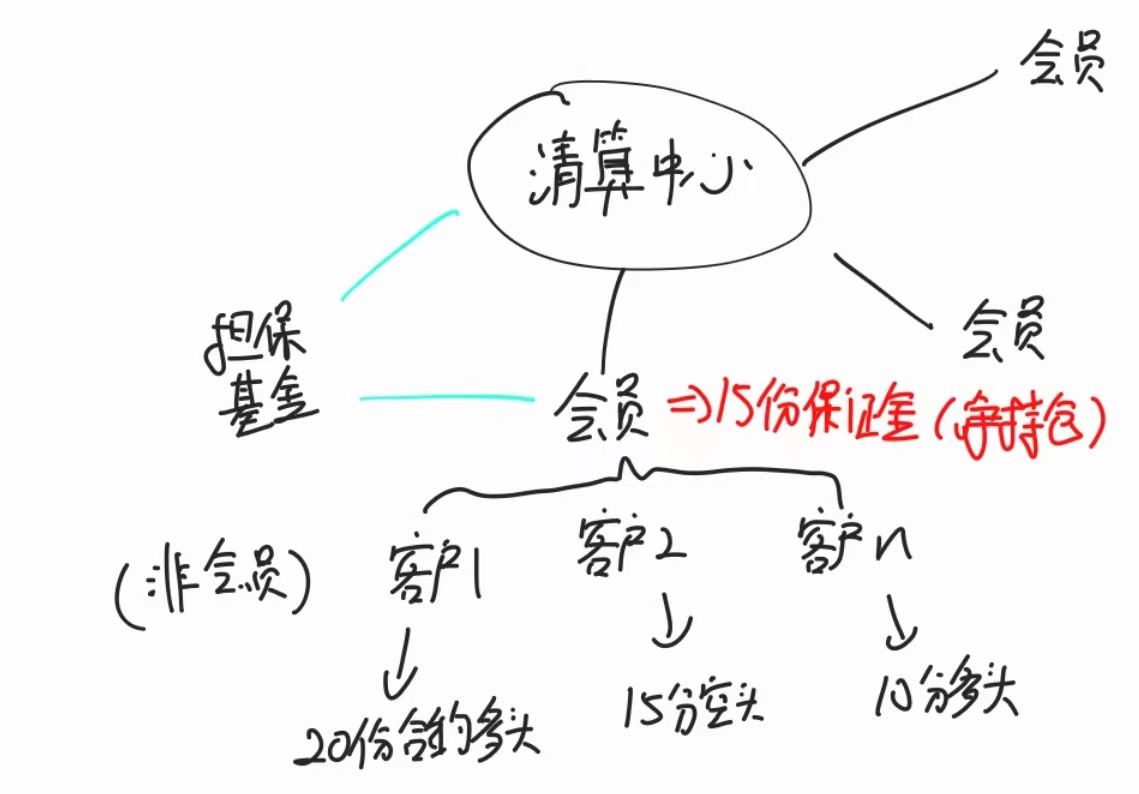 会员
清算中心
会员
担保
基金
会员 ⇒15份保证金(净持仓)
(非会员)
客户1
客户2
客户n
20份合约多头
15分空头
10分多头